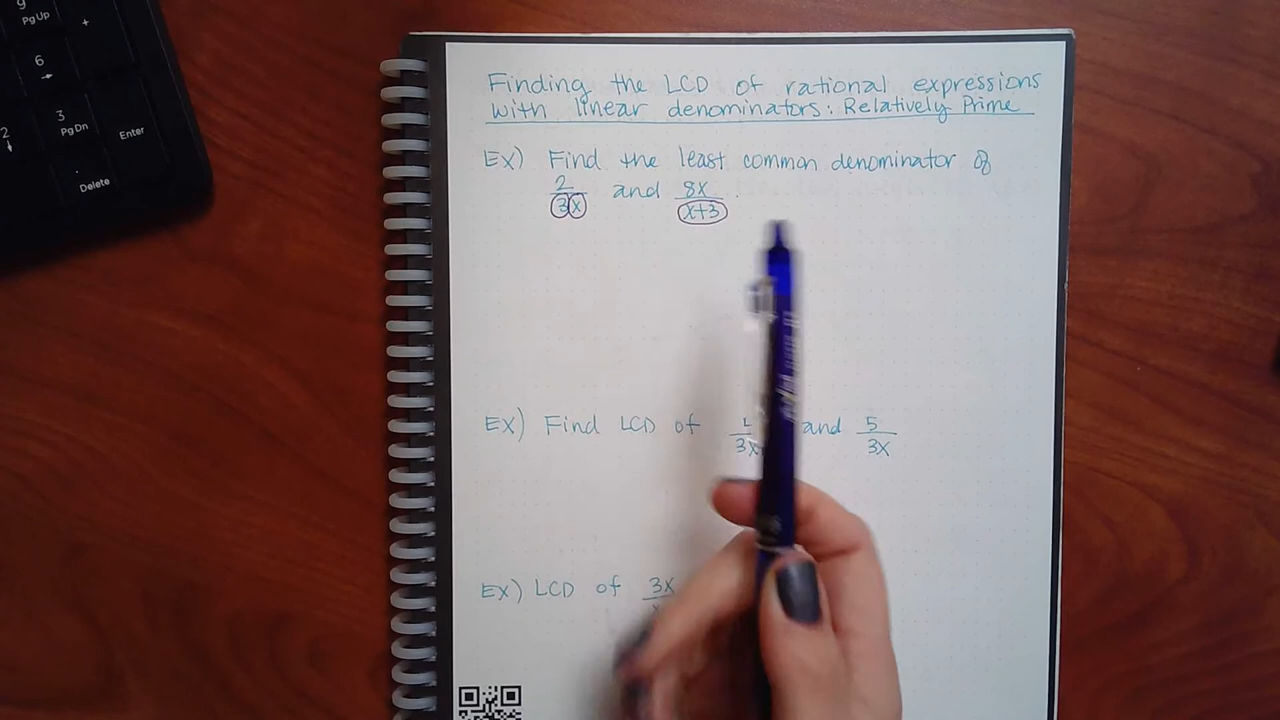 Finding the LCD of rational expressions
with linear denominators: Relatively Prime
EX) Find the least common denominator of
2/3x and 8x/x+3.
EX) Find LCD of and 5/3x
EX) LCD of 3x
9
PgUp
+
6
3
PgDn
2
Enter
.
Delete